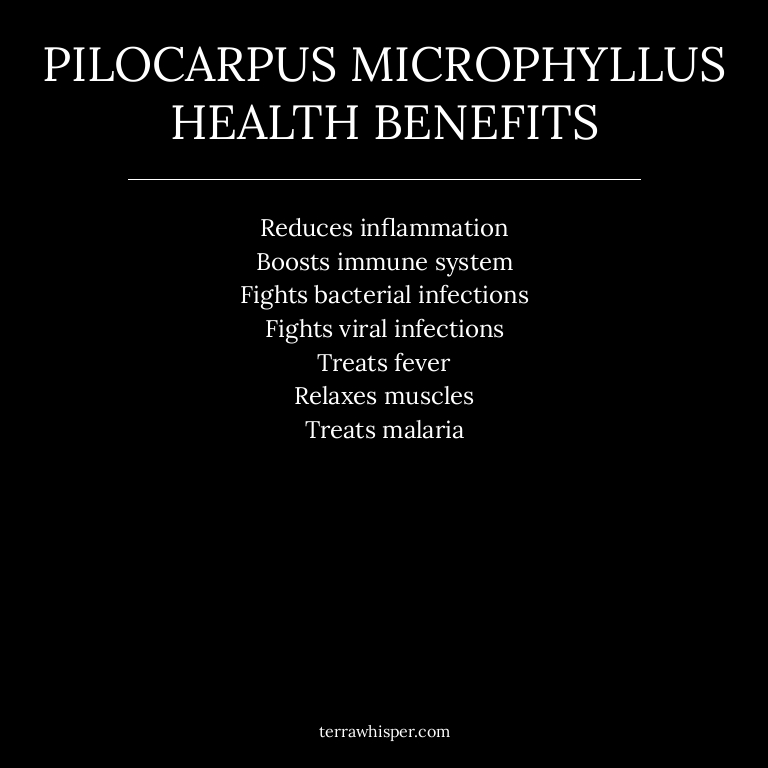 PILOCARPUS MICROPHYLLUS
HEALTH BENEFITS
Reduces inflammation
Boosts immune system
Fights bacterial infections
Fights viral infections
Treats fever
Relaxes muscles
Treats malaria
terrawhisper.com